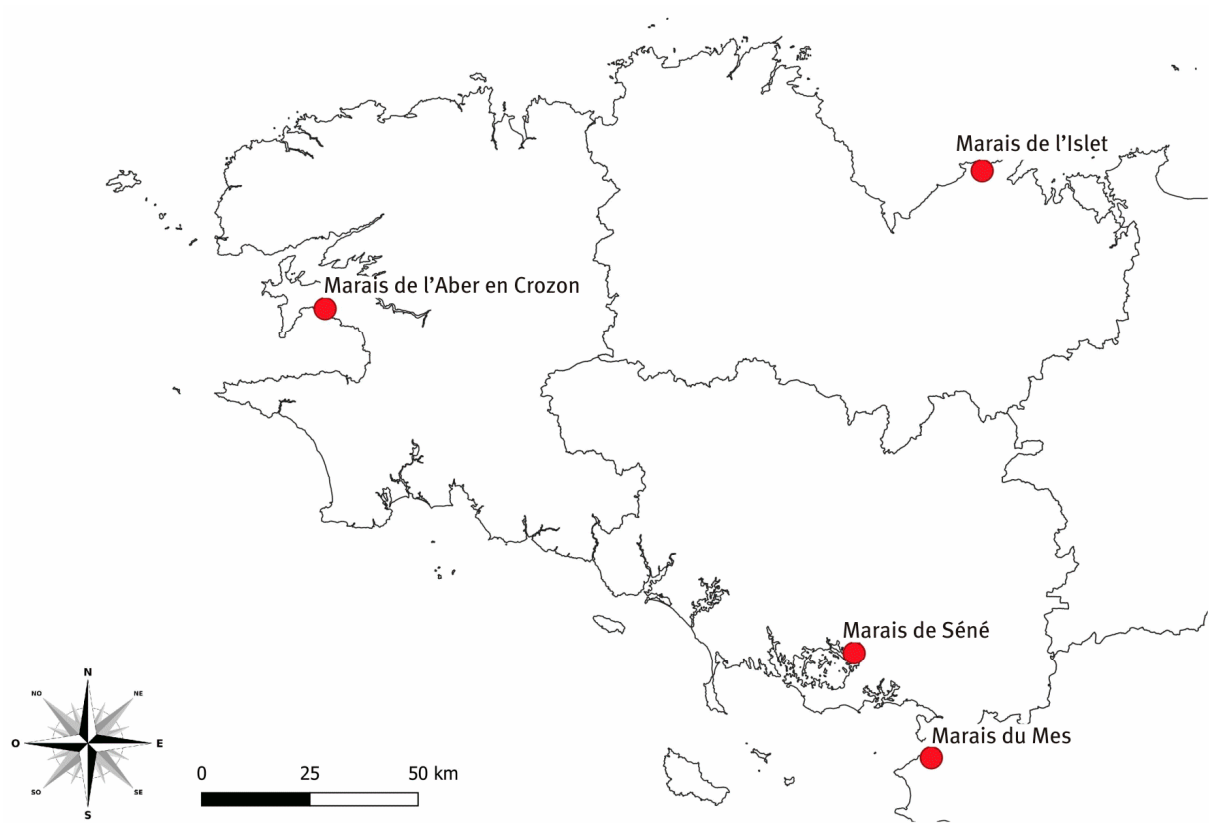 Marais de l'Islet
Marais de l'Aber en Crozon
Marais de Séné
Marais du Mes
N
NO
NE
O
E
SO
SE
S
0 25 50 km